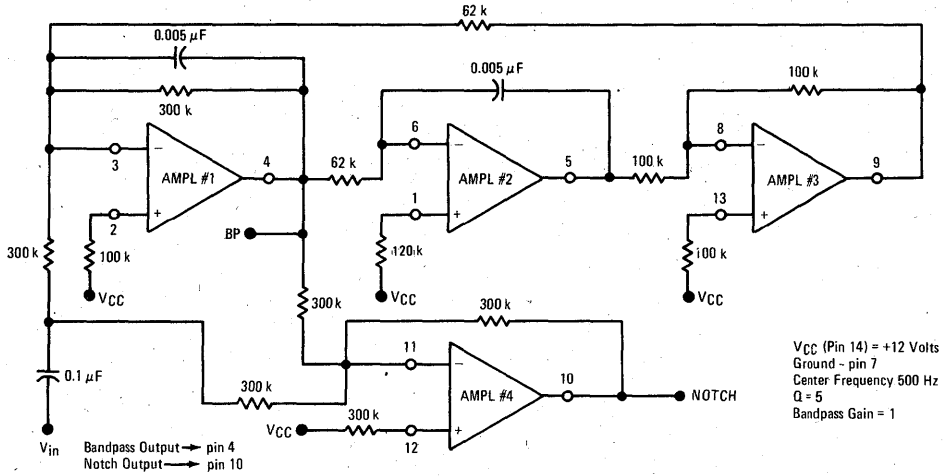 62 k
0.005 µF
0.005 µF
300 k
100 k
3
−
AMPL #1
4
2
+
62 k
6
−
AMPL #2
5
1
+
100 k
8
−
AMPL #3
9
13
+
BP
300 k
100 k
VCC
120k
VCC
100 k
VCC
300 k
300 k
11
−
AMPL #4
10
NOTCH
0.1 µF
300 k
300 k
VCC
12
+
Vin
Bandpass Output → pin 4
Notch Output → pin 10
VCC (Pin 14) = +12 Volts
Ground - pin 7
Center Frequency 500 Hz
Q = 5
Bandpass Gain = 1